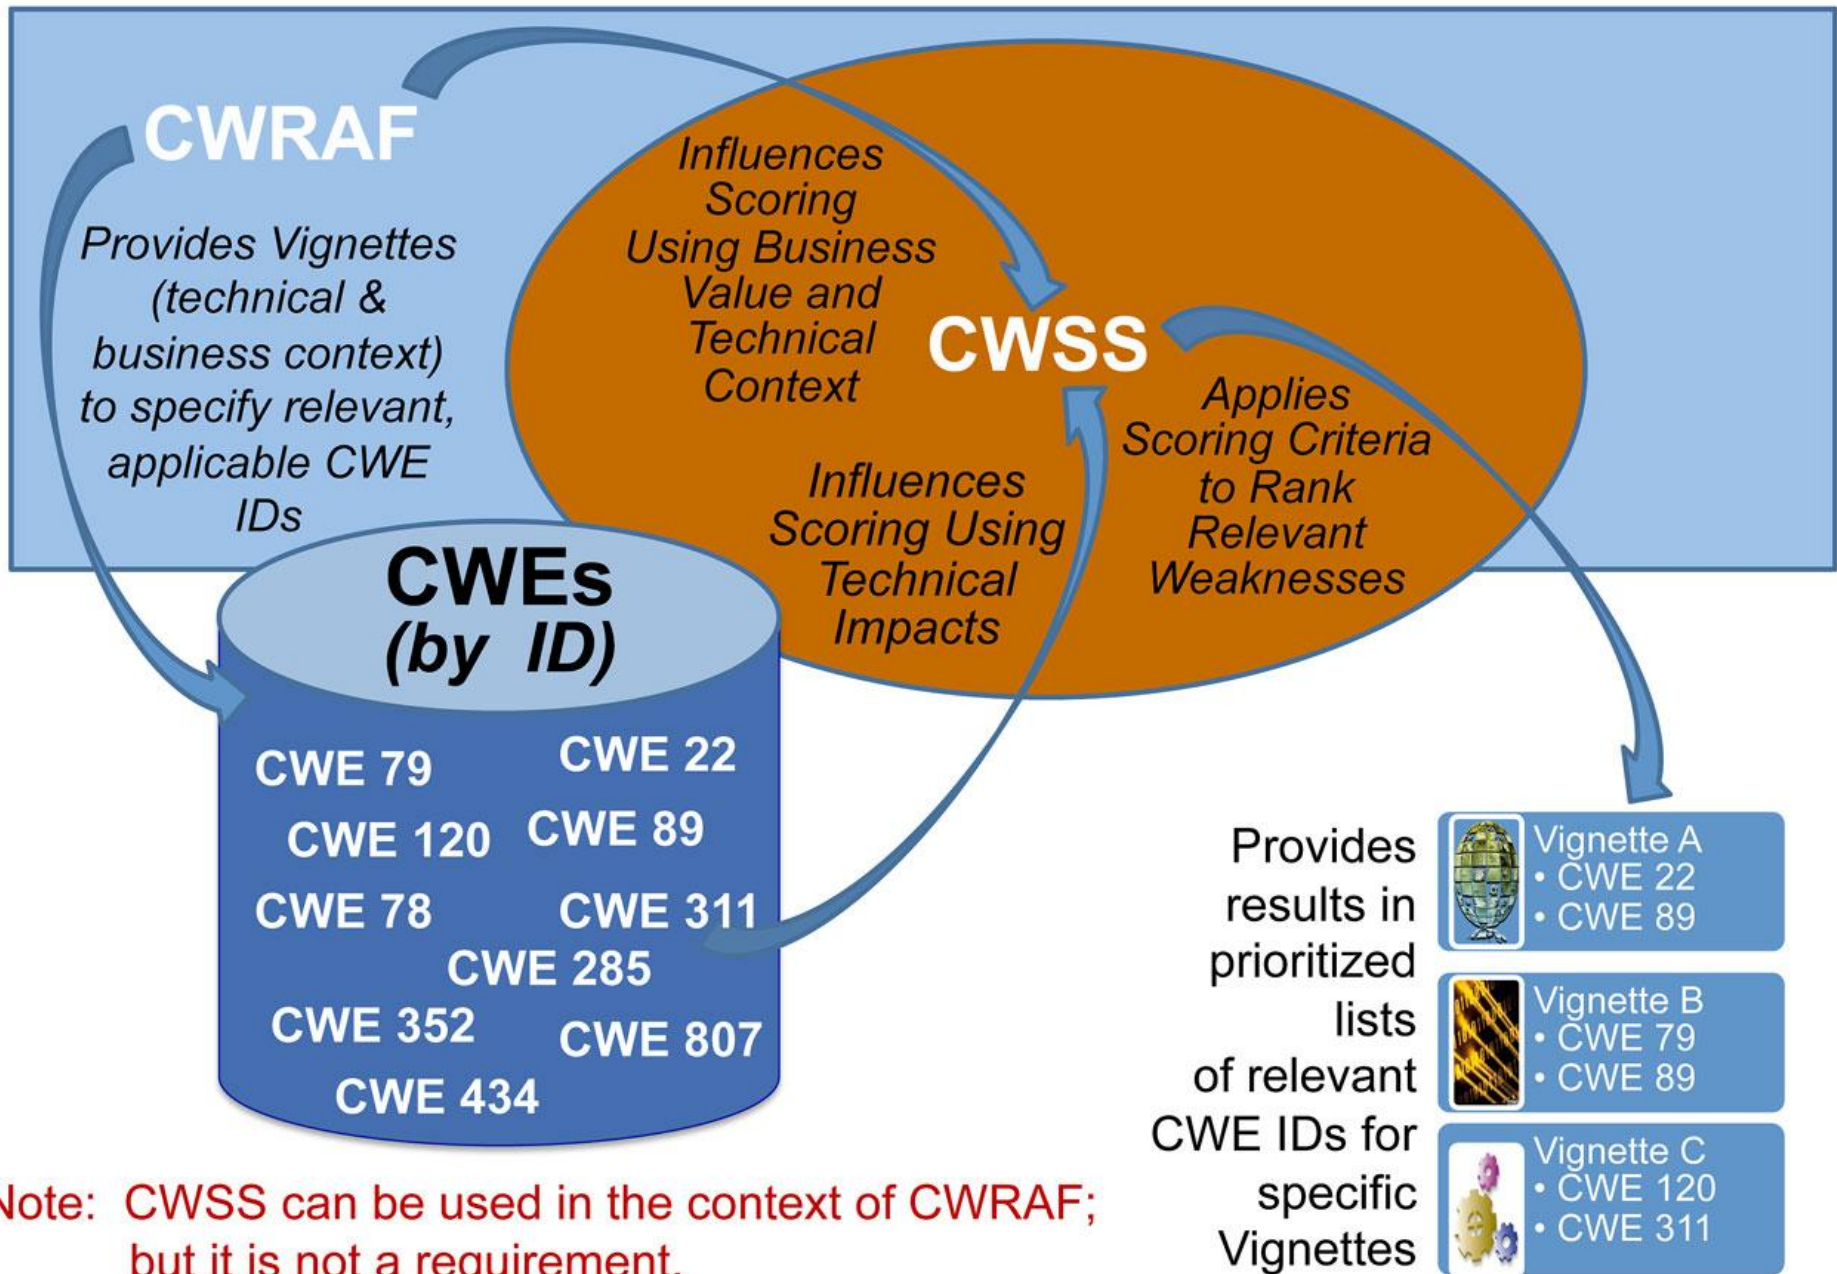 CWRAF
Provides Vignettes
(technical &
business context)
to specify relevant,
applicable CWE
IDs
Influences
Scoring
Using Business
Value and
Technical
Context
CWSS
Influences
Scoring Using
Technical
Impacts
Applies
Scoring Criteria
to Rank
Relevant
Weaknesses
CWEs
(by ID)
CWE 79
CWE 22
CWE 120
CWE 89
CWE 78
CWE 311
CWE 285
CWE 352
CWE 807
CWE 434
Provides
results in
prioritized
lists
of relevant
CWE IDs for
specific
Vignettes
Vignette A
• CWE 22
• CWE 89
Vignette B
• CWE 79
• CWE 89
Vignette C
• CWE 120
• CWE 311
Note: CWSS can be used in the context of CWRAF;
but it is not a requirement.